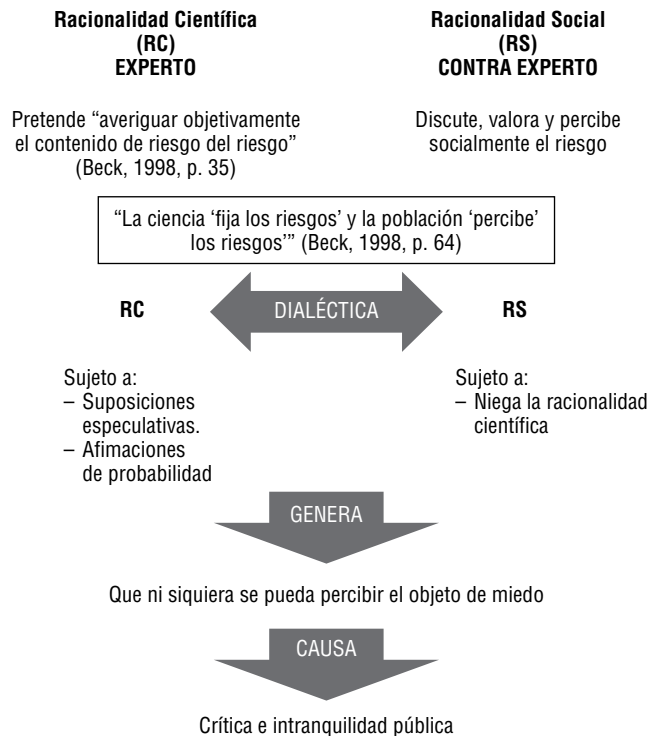 Racionalidad Científica
(RC)
EXPERTO
Pretende “averiguar objetivamente
el contenido de riesgo del riesgo”
(Beck, 1998, p. 35)
Racionalidad Social
(RS)
CONTRA EXPERTO
Discute, valora y percibe
socialmente el riesgo
“La ciencia ‘fija los riesgos’ y la población ‘percibe’
los riesgos’” (Beck, 1998, p. 64)
RC
DIALÉCTICA
RS
Sujeto a:
– Suposiciones
especulativas.
– Afimaciones
de probabilidad
Sujeto a:
– Niega la racionalidad
científica
GENERA
Que ni siquiera se pueda percibir el objeto de miedo
CAUSA
Crítica e intranquilidad pública